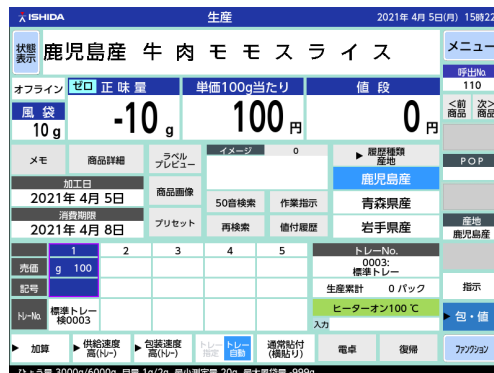 ISHIDA
生産
2021年 4月 5日(月) 15時22
状態表示
鹿児島産 牛肉モモスライス
メニュー
呼出No.
110
オフライン
ゼロ 正味量
単価100g当たり
値段
風袋
10 g
-10 g
100 円
0 円
<前商品
次>商品
メモ
商品詳細
ラベルプレビュー
イメージ 0
▶ 履歴種類 産地
POP
鹿児島産
青森県産
岩手県産
加工日
2021年 4月 5日
商品画像
50音検索
作業指示
消費期限
2021年 4月 8日
プリセット
再検索
値付履歴
産地
鹿児島産
1 2 3 4 5
売価 g 100
記号
トレーNo.
0003:
標準トレー
生産累計 0 パック
指示
トレーNo. 標準トレー
検0003
ヒーターオン100℃
入力
包・値
▶ 加算
▶ 供給速度
高(トレー)
▶ 包装速度
高(トレー)
トレー指定
トレー自動
通常貼付
(横貼り)
電卓
復帰
ファンクション